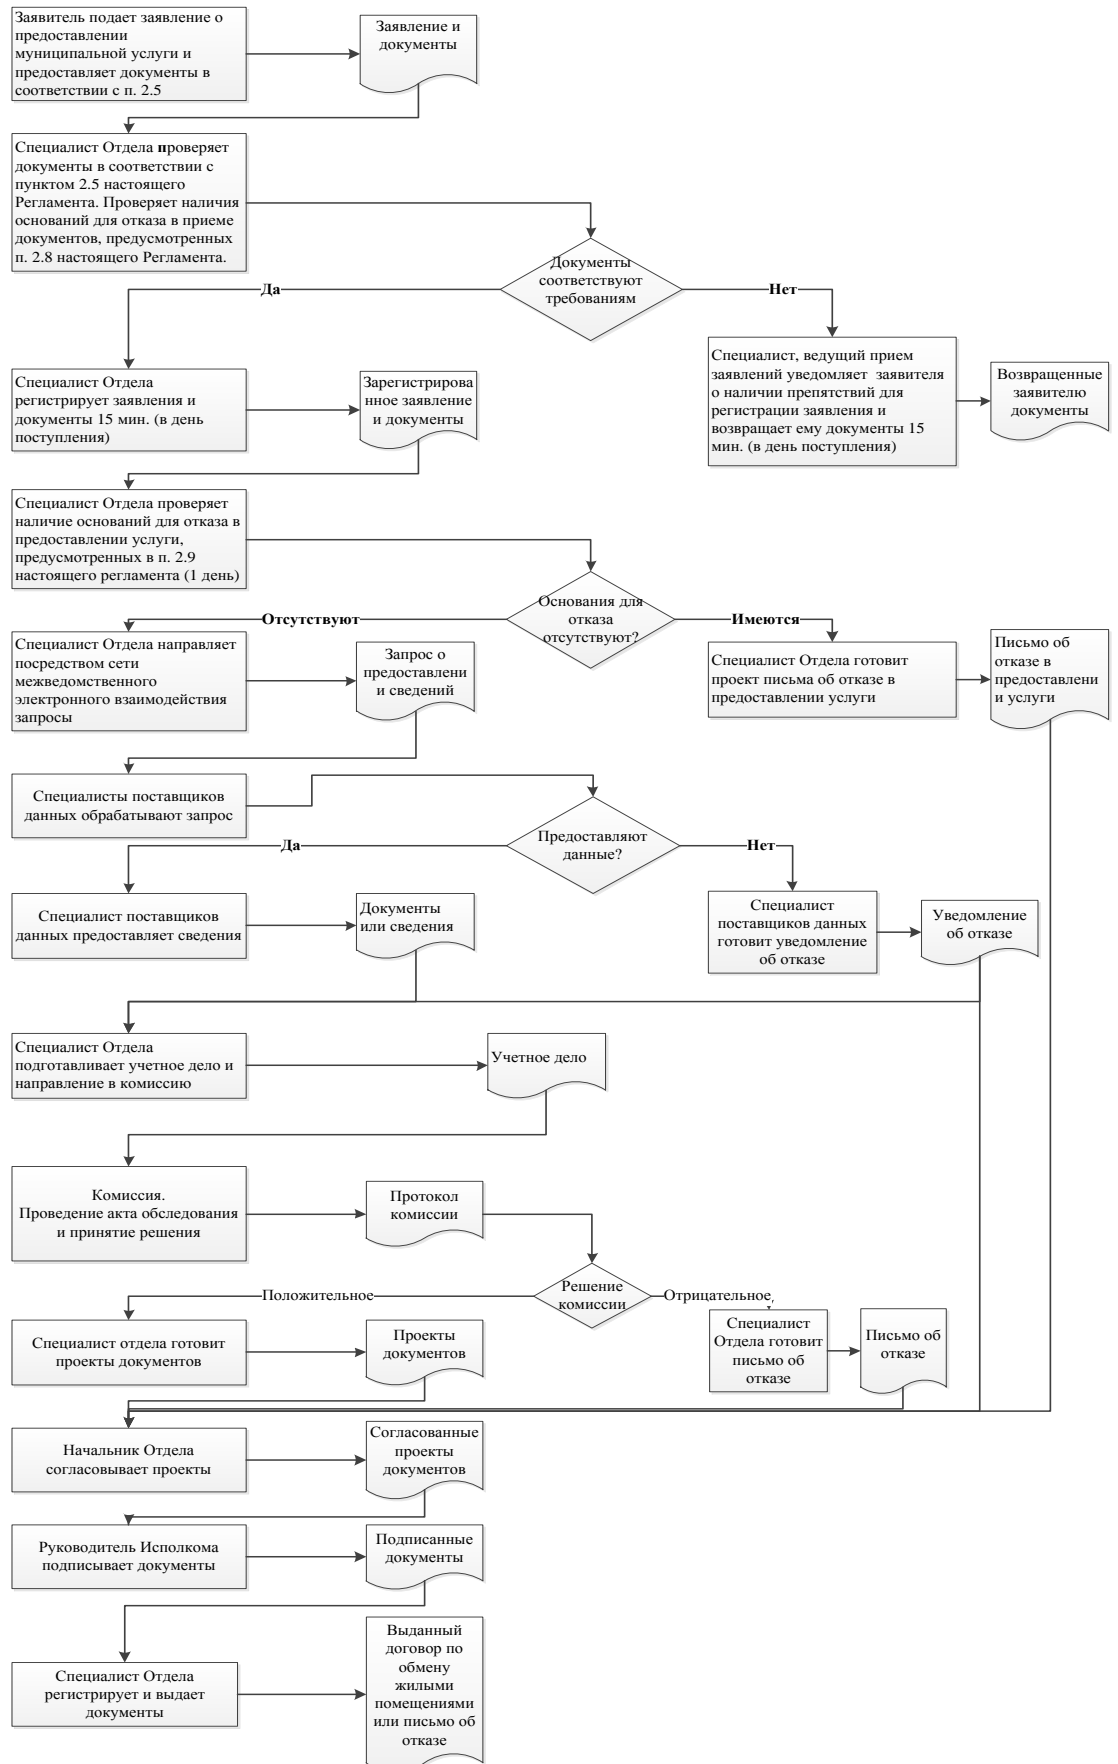 Заявитель подает заявление о
предоставлении
муниципальной услуги и
предоставляет документы в
соответствии с п. 2.5
Заявление и
документы
Специалист Отдела проверяет
документы в соответствии с
пунктом 2.5 настоящего
Регламента. Проверяет наличия
оснований для отказа в приеме
документов, предусмотренных
п. 2.8 настоящего Регламента.
Документы
соответствуют
требованиям
Да
Нет
Специалист Отдела
регистрирует заявления и
документы 15 мин. (в день
поступления)
Зарегистрирова
нное заявление
и документы
Специалист, ведущий прием
заявлений уведомляет заявителя
о наличии препятствий для
регистрации заявления и
возвращает ему документы 15
мин. (в день поступления)
Возвращенные
заявителю
документы
Специалист Отдела проверяет
наличие оснований для отказа в
предоставлении услуги,
предусмотренных в п. 2.9
настоящего регламента (1 день)
Основания для
отказа
отсутствуют?
Отсутствуют
Имеются
Специалист Отдела направляет
посредством сети
межведомственного
электронного взаимодействия
запросы
Запрос о
предоставлени
и сведений
Специалист Отдела готовит
проект письма об отказе в
предоставлении услуги
Письмо об
отказе в
предоставлени
и услуги
Специалисты поставщиков
данных обрабатывают запрос
Предоставляют
данные?
Да
Нет
Специалист поставщиков
данных предоставляет сведения
Документы
или сведения
Специалист
поставщиков данных
готовит уведомление
об отказе
Уведомление
об отказе
Специалист Отдела
подготавливает учетное дело и
направление в комиссию
Учетное дело
Комиссия.
Проведение акта обследования
и принятие решения
Протокол
комиссии
Решение
комиссии
Положительное
Отрицательное
Специалист отдела готовит
проекты документов
Проекты
документов
Специалист
Отдела готовит
письмо об
отказе
Письмо об
отказе
Начальник Отдела
согласовывает проекты
Согласованные
проекты
документов
Руководитель Исполкома
подписывает документы
Подписанные
документы
Специалист Отдела
регистрирует и выдает
документы
Выданный
договор по
обмену
жилыми
помещениями
или письмо об
отказе